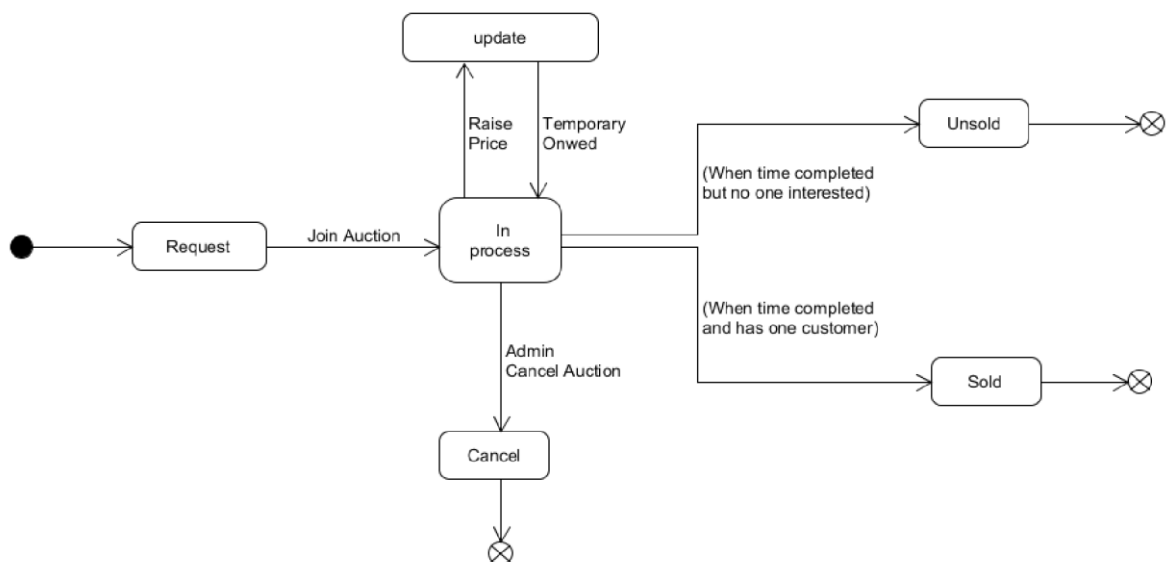 update
Raise
Price
Temporary
Onwed
Unsold
(When time completed
but no one interested)
Request
Join Auction
In
process
(When time completed
and has one customer)
Admin
Cancel Auction
Sold
Cancel